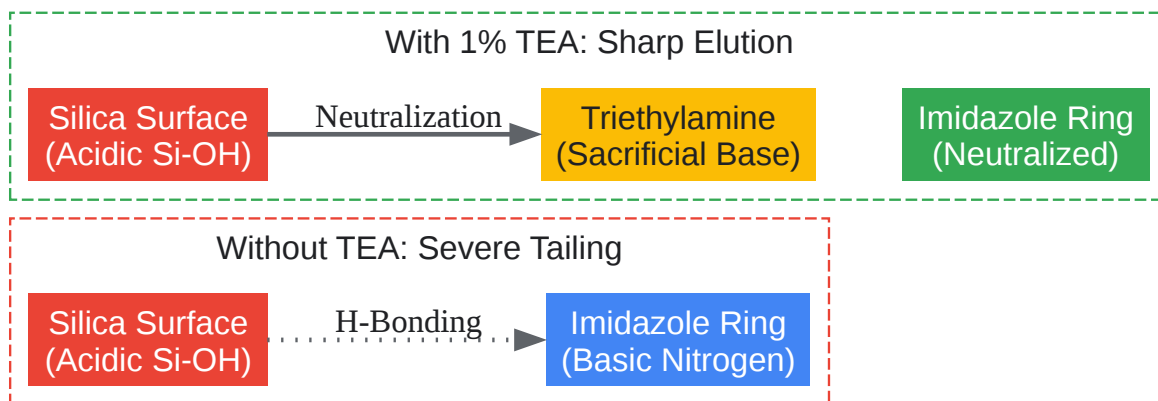 With 1% TEA: Sharp Elution
Silica Surface
(Acidic Si-OH)
Neutralization
Triethylamine
(Sacrificial Base)
Imidazole Ring
(Neutralized)
Without TEA: Severe Tailing
Silica Surface
(Acidic Si-OH)
H-Bonding
Imidazole Ring
(Basic Nitrogen)